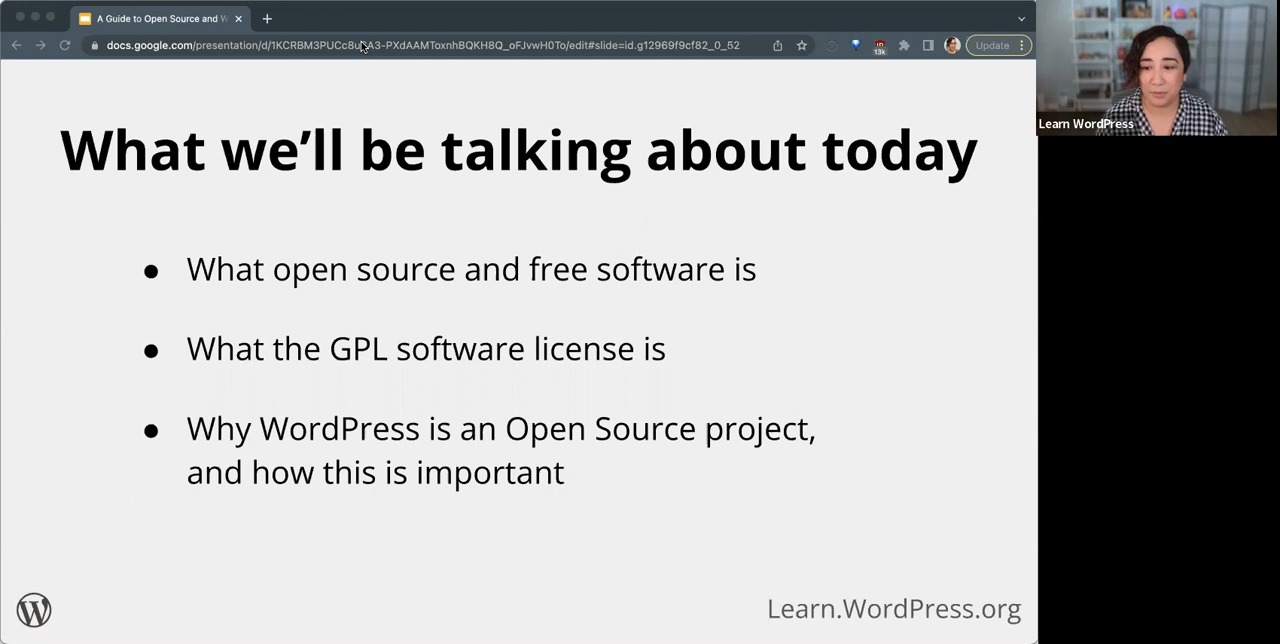 A Guide to Open Source and W
docs.google.com/presentation/d/
edit#slide=id.g12969f9cf82_0_52
13k
Update
Learn WordPress
What we'll be talking about today
● What open source and free software is
● What the GPL software license is
● Why WordPress is an Open Source project,
and how this is important
Learn.WordPress.org